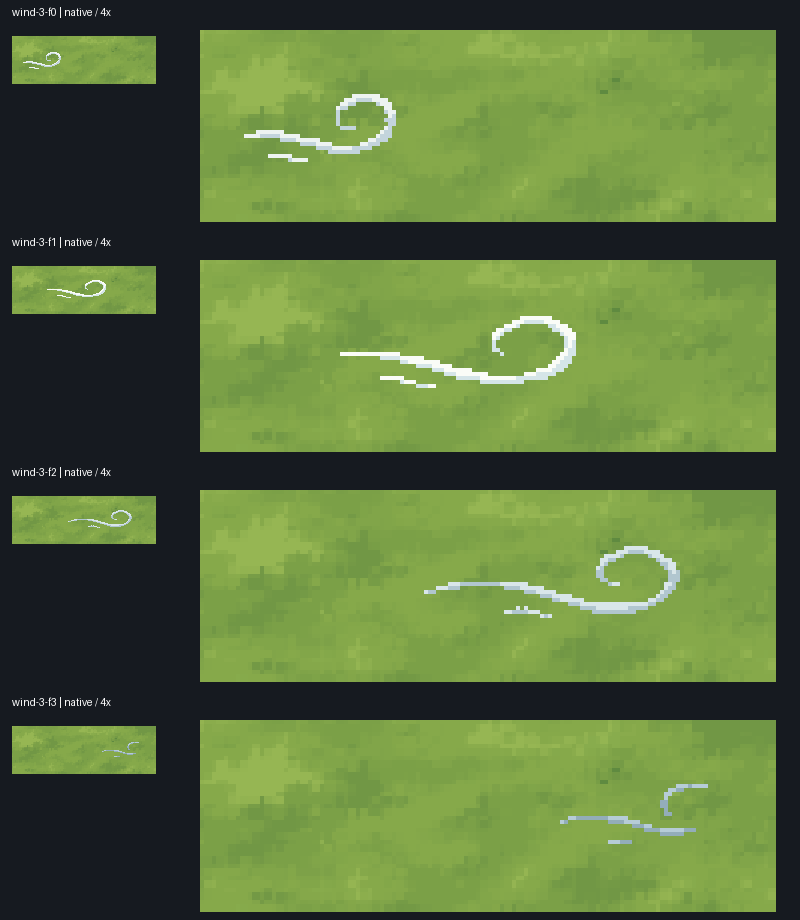 wind-3-f0 | native / 4x
wind-3-f1 | native / 4x
wind-3-f2 | native / 4x
wind-3-f3 | native / 4x